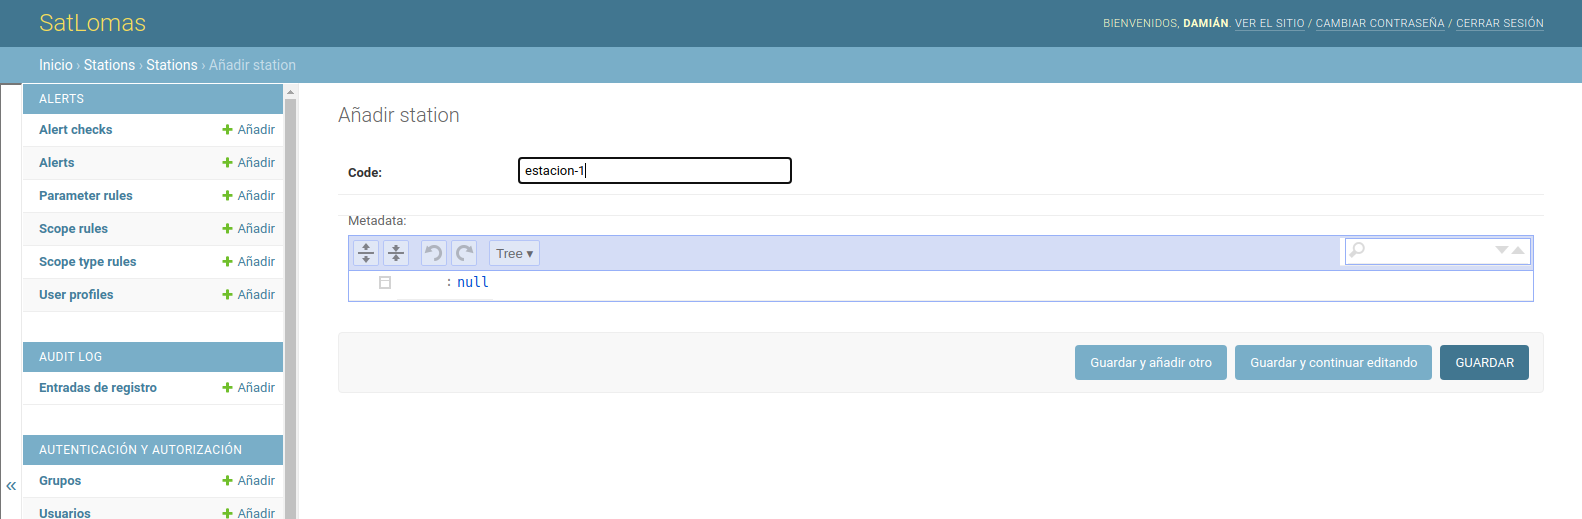 SatLomas
BIENVENIDOS, DAMIÁN. VER EL SITIO / CAMBIAR CONTRASEÑA / CERRAR SESIÓN
Inicio › Stations › Stations › Añadir station
ALERTS
Alert checks Añadir
Alerts Añadir
Parameter rules Añadir
Scope rules Añadir
Scope type rules Añadir
User profiles Añadir
AUDIT LOG
Entradas de registro Añadir
AUTENTICACIÓN Y AUTORIZACIÓN
Grupos Añadir
Usuarios Añadir
«
Añadir station
Code: estacion-1
Metadata:
Tree ▾
: null
Guardar y añadir otro Guardar y continuar editando GUARDAR